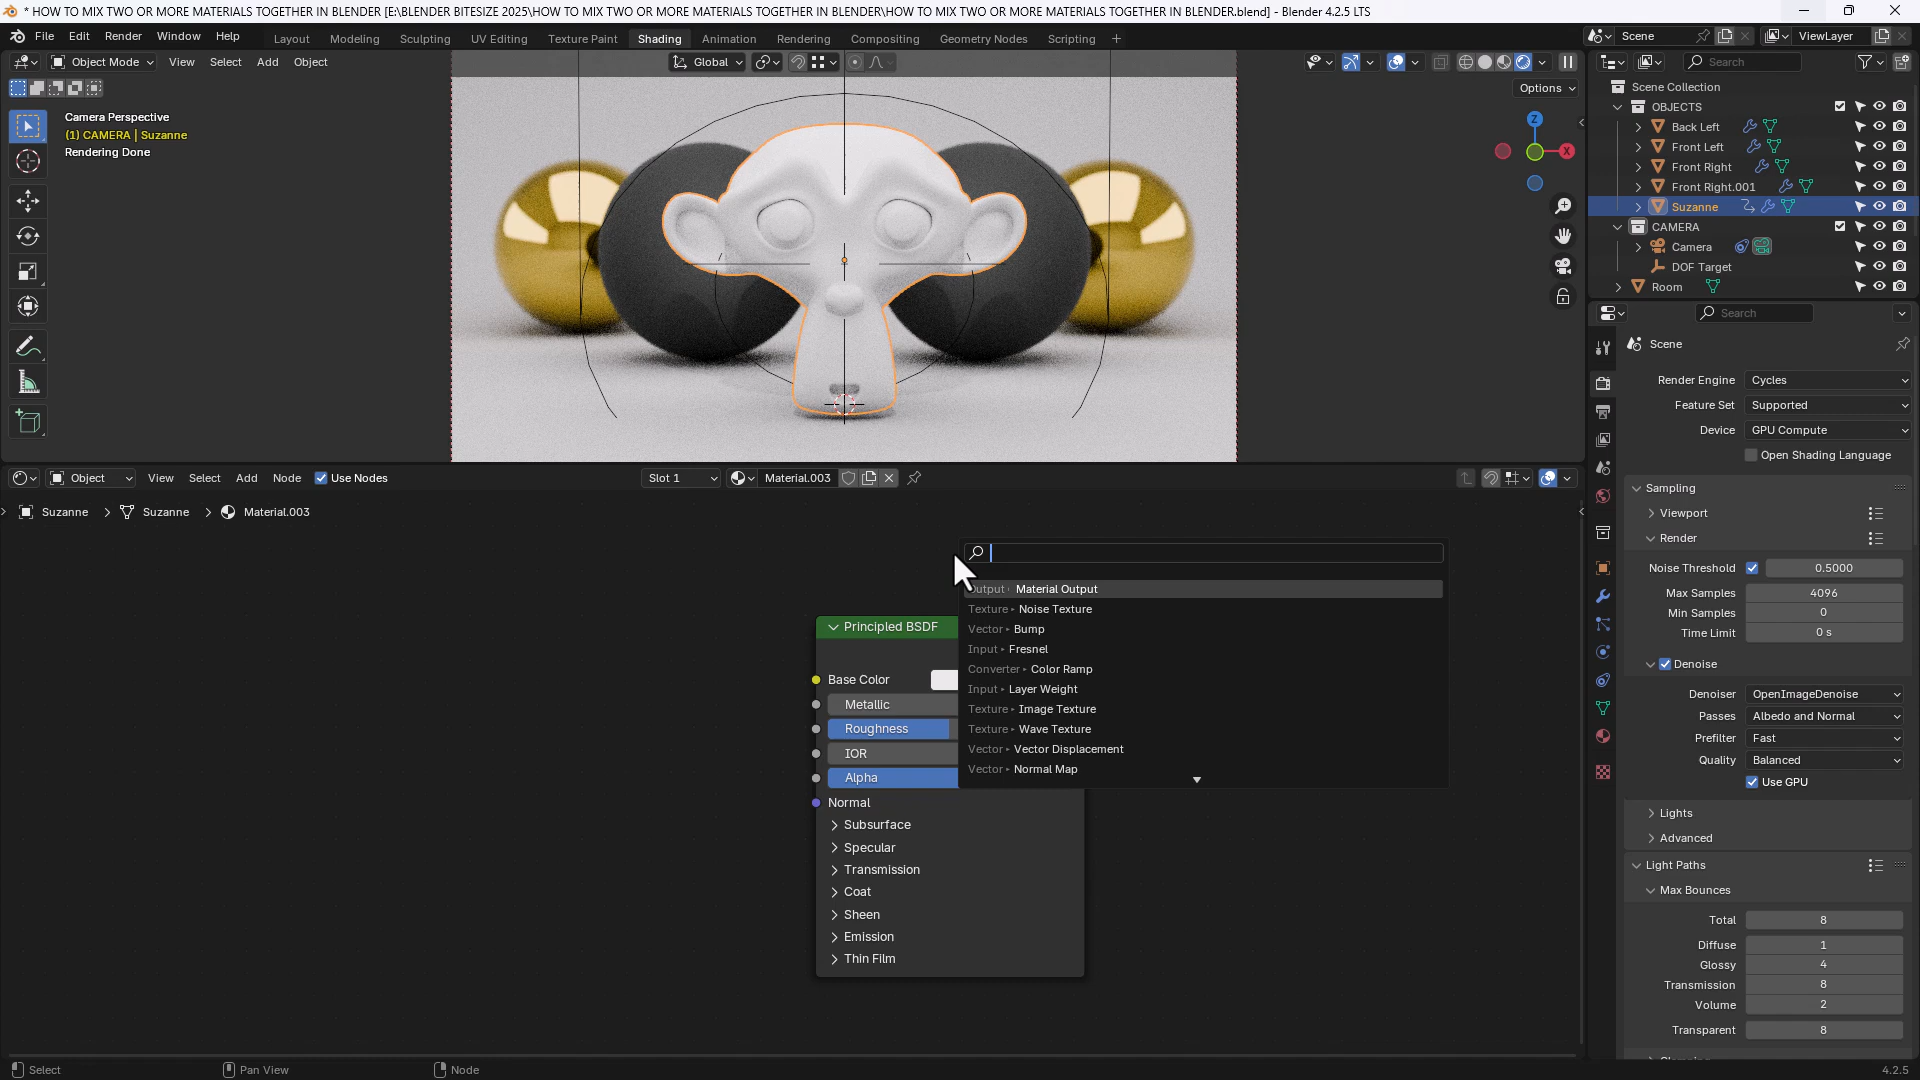 * HOW TO MIX TWO OR MORE MATERIALS TOGETHER IN BLENDER [E:\BLENDER BITESIZE 2025\HOW TO MIX TWO OR MORE MATERIALS TOGETHER IN BLENDER\HOW TO MIX TWO OR MORE MATERIALS TOGETHER IN BLENDER.blend] - Blender 4.2.5 LTS
File Edit Render Window Help Layout Modeling Sculpting UV Editing Texture Paint Shading Animation Rendering Compositing Geometry Nodes Scripting + Scene ViewLayer
Object Mode View Select Add Object Global Search
Options
Camera Perspective
(1) CAMERA | Suzanne
Rendering Done
Z
X
Scene Collection
OBJECTS
Back Left
Front Left
Front Right
Front Right.001
Suzanne
CAMERA
Camera
DOF Target
Room
Search
Scene
Render Engine Cycles
Feature Set Supported
Device GPU Compute
Open Shading Language
Sampling
Viewport
Render
Noise Threshold 0.5000
Max Samples 4096
Min Samples 0
Time Limit 0 s
Denoise
Denoiser OpenImageDenoise
Passes Albedo and Normal
Prefilter Fast
Quality Balanced
Use GPU
Lights
Advanced
Light Paths
Max Bounces
Total 8
Diffuse 1
Glossy 4
Transmission 8
Volume 2
Transparent 8
Object View Select Add Node Use Nodes Slot 1 Material.003
Suzanne Suzanne Material.003
Material Output
Texture Noise Texture
Vector Bump
Input Fresnel
Converter Color Ramp
Input Layer Weight
Texture Image Texture
Texture Wave Texture
Vector Vector Displacement
Vector Normal Map
Principled BSDF
Base Color
Metallic
Roughness
IOR
Alpha
Normal
Subsurface
Specular
Transmission
Coat
Sheen
Emission
Thin Film
Select Pan View Node 4.2.5